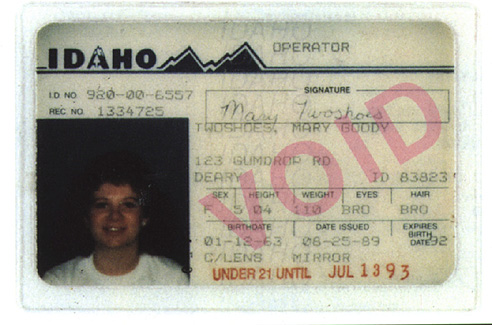 IDAHO OPERATOR
I.D NO 920-00-6557
REC NO. 1334725
SIGNATURE
Mary Twoshoes
TWOSHOES, MARY GOODY
123 GUMDROP RD
DEARY ID 83823
SEX HEIGHT WEIGHT EYES HAIR
F 5 04 110 BRO BRO
BIRTHDATE DATE ISSUED EXPIRES BIRTH DATE
01-12-63 08-25-89 92
C/LENS MIRROR
UNDER 21 UNTIL JUL 1393
VOID